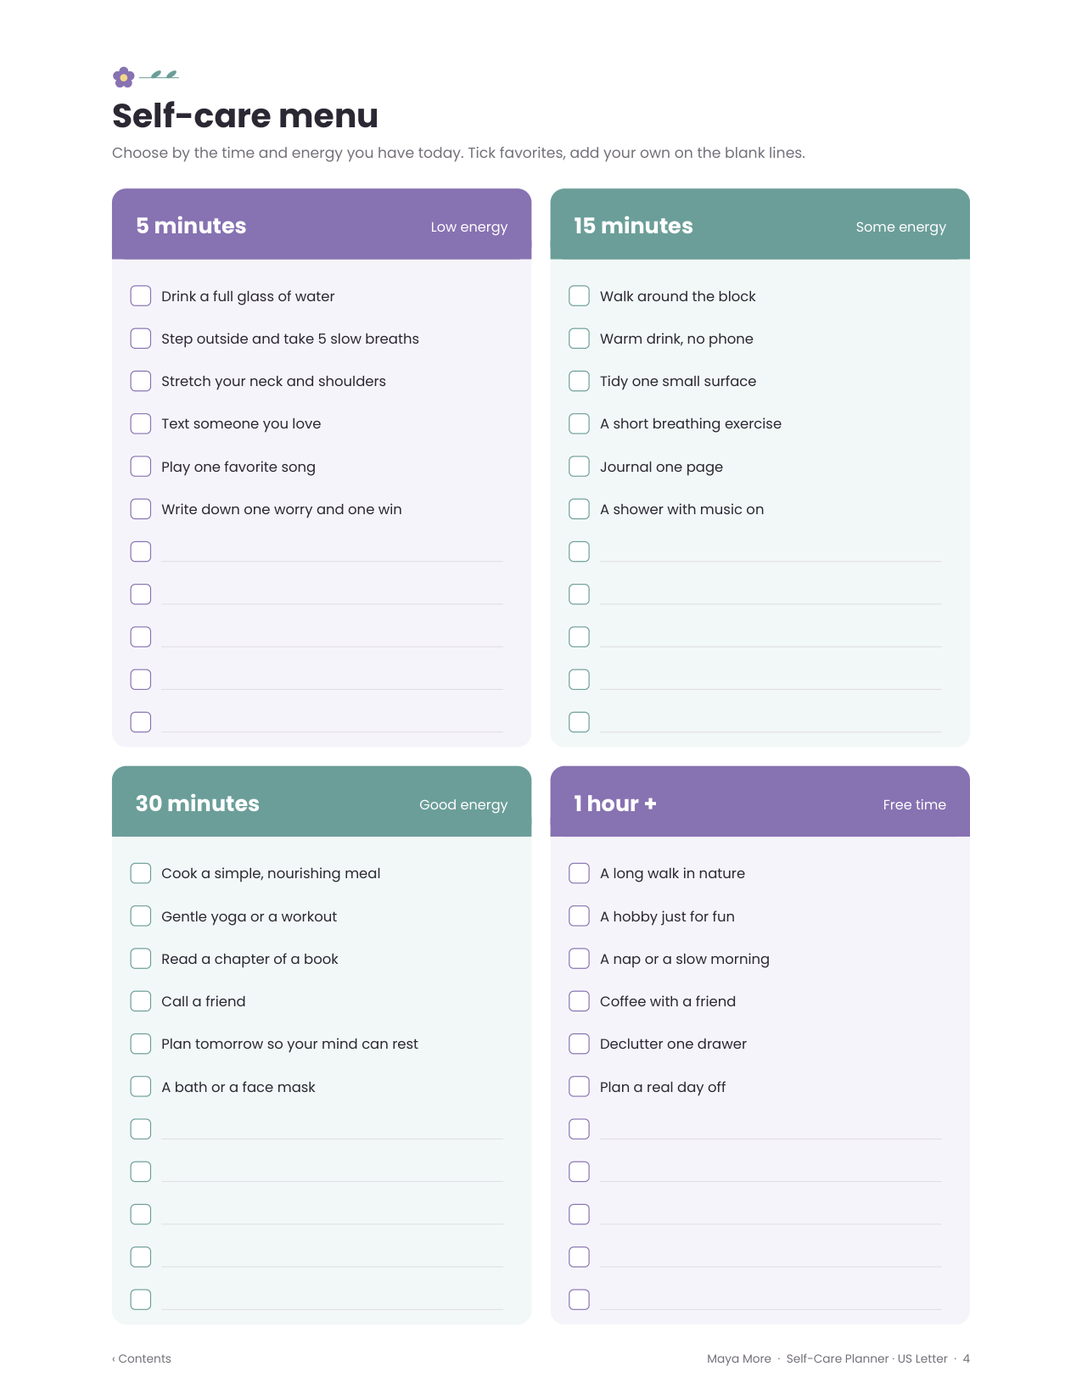 Self-care menu
Choose by the time and energy you have today. Tick favorites, add your own on the blank lines.
5 minutes
Low energy
Drink a full glass of water
Step outside and take 5 slow breaths
Stretch your neck and shoulders
Text someone you love
Play one favorite song
Write down one worry and one win
15 minutes
Some energy
Walk around the block
Warm drink, no phone
Tidy one small surface
A short breathing exercise
Journal one page
A shower with music on
30 minutes
Good energy
Cook a simple, nourishing meal
Gentle yoga or a workout
Read a chapter of a book
Call a friend
Plan tomorrow so your mind can rest
A bath or a face mask
1 hour +
Free time
A long walk in nature
A hobby just for fun
A nap or a slow morning
Coffee with a friend
Declutter one drawer
Plan a real day off
‹ Contents
Maya More · Self-Care Planner · US Letter · 4